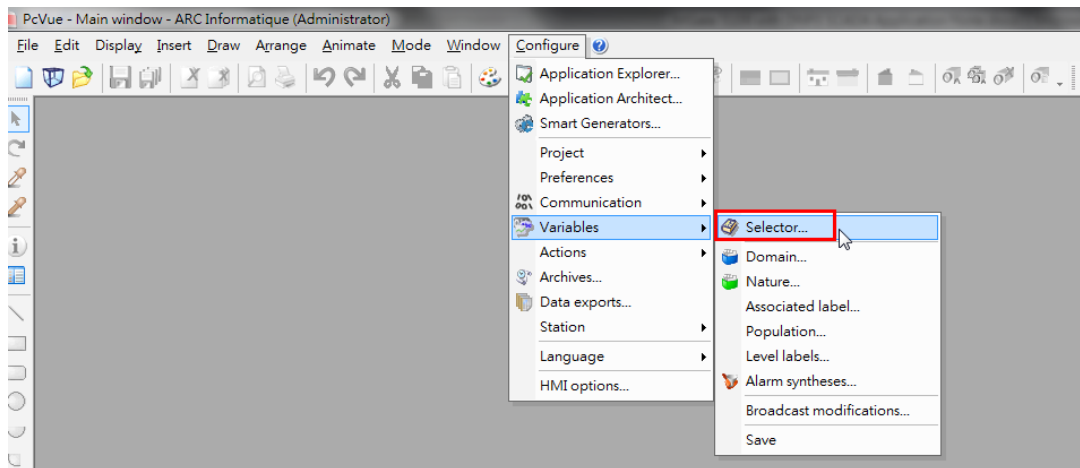 PcVue - Main window - ARC Informatique (Administrator)
File Edit Display Insert Draw Arrange Animate Mode Window Configure
Application Explorer...
Application Architect...
Smart Generators...
Project
Preferences
Communication
Variables
Actions
Archives...
Data exports...
Station
Language
HMI options...
Selector...
Domain...
Nature...
Associated label...
Population...
Level labels...
Alarm syntheses...
Broadcast modifications...
Save